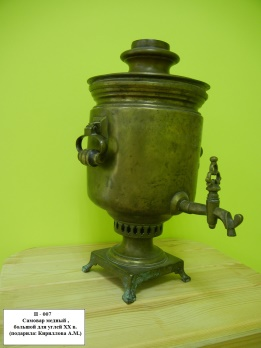 П - 007
Самовар медный ,
большой для углей XX в.
(подарила: Кириллова А.М.)